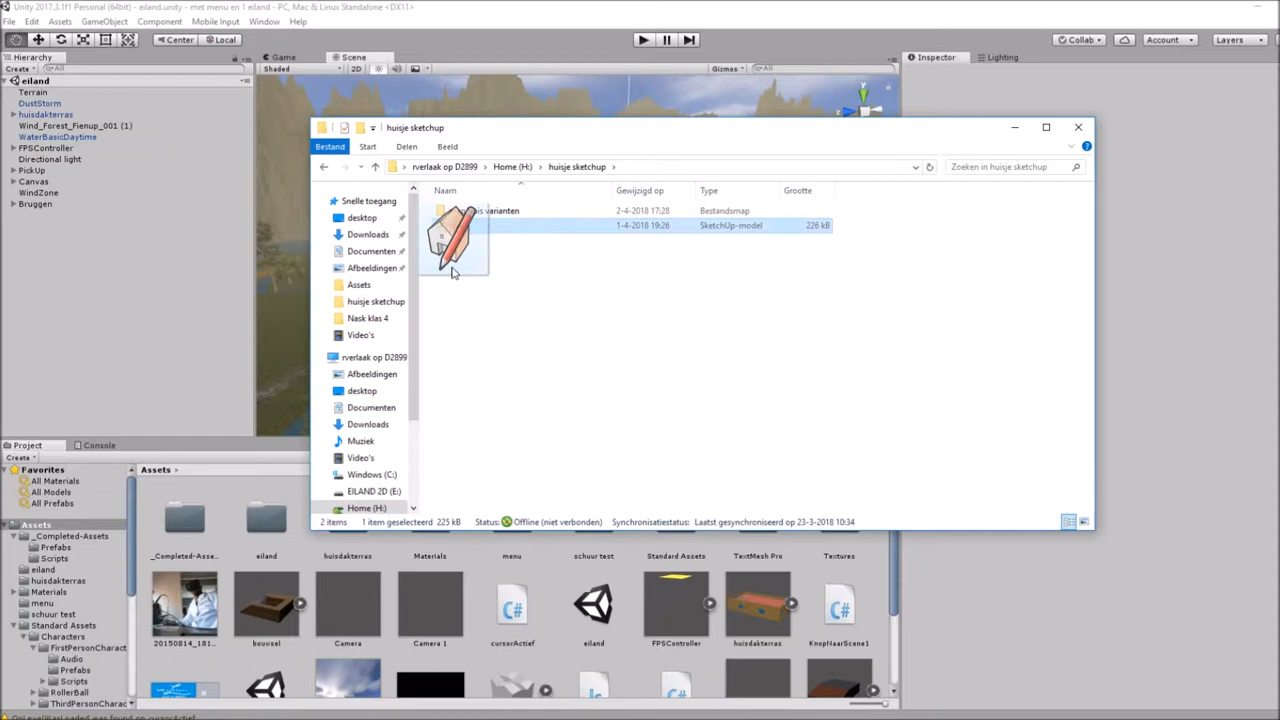 Unity 2017.3.1f1 Personal (64bit) - eiland.unity - met menu en 1 eiland - PC, Mac & Linux Standalone <DX11>
File Edit Assets GameObject Component Mobile Input Window Help
Center Local Collab Account Layers
Hierarchy Game Scene Inspector Lighting
Create All Shaded 2D Gizmos All
eiland
Terrain
DustStorm
huisdakterras
Wind_Forest_Fienup_001 (1)
WaterBasicDaytime
FPSController
Directional light
PickUp
Canvas
WindZone
Bruggen
y
huisje sketchup
Bestand Start Delen Beeld
rverlaak op D2899 Home (H:) huisje sketchup Zoeken in huisje sketchup
Naam Gewijzigd op Type Grootte
varianten 2-4-2018 17:28 Bestandsmap
1-4-2018 19:26 SketchUp-model 226 kB
Snelle toegang
desktop
Downloads
Documenten
Afbeeldingen
Assets
huisje sketchup
Nask klas 4
Video's
rverlaak op D2899
Afbeeldingen
desktop
Documenten
Downloads
Muziek
Video's
Windows (C:)
EILAND 2D (E:)
Home (H:)
2 items 1 item geselecteerd 225 kB Status: Offline (niet verbonden) Synchronisatiestatus: Laatst gesynchroniseerd op 23-3-2018 10:34
Project Console
Create
Favorites
All Materials
All Models
All Prefabs
Assets
_Completed-Assets
Prefabs
Scripts
eiland
huisdakterras
Materials
menu
schuur test
Standard Assets
Characters
FirstPersonCharact
Audio
Prefabs
Scripts
RollerBall
ThirdPersonCharac
Assets
_Completed-Asse... eiland huisdakterras Materials menu schuur test Standard Assets TextMesh Pro Textures
20150814_181... bouwsel Camera Camera 1 cursorActief eiland FPSController huisdakterras KnopNaarScene1
OnLevelWasLoaded was found on cursorActief